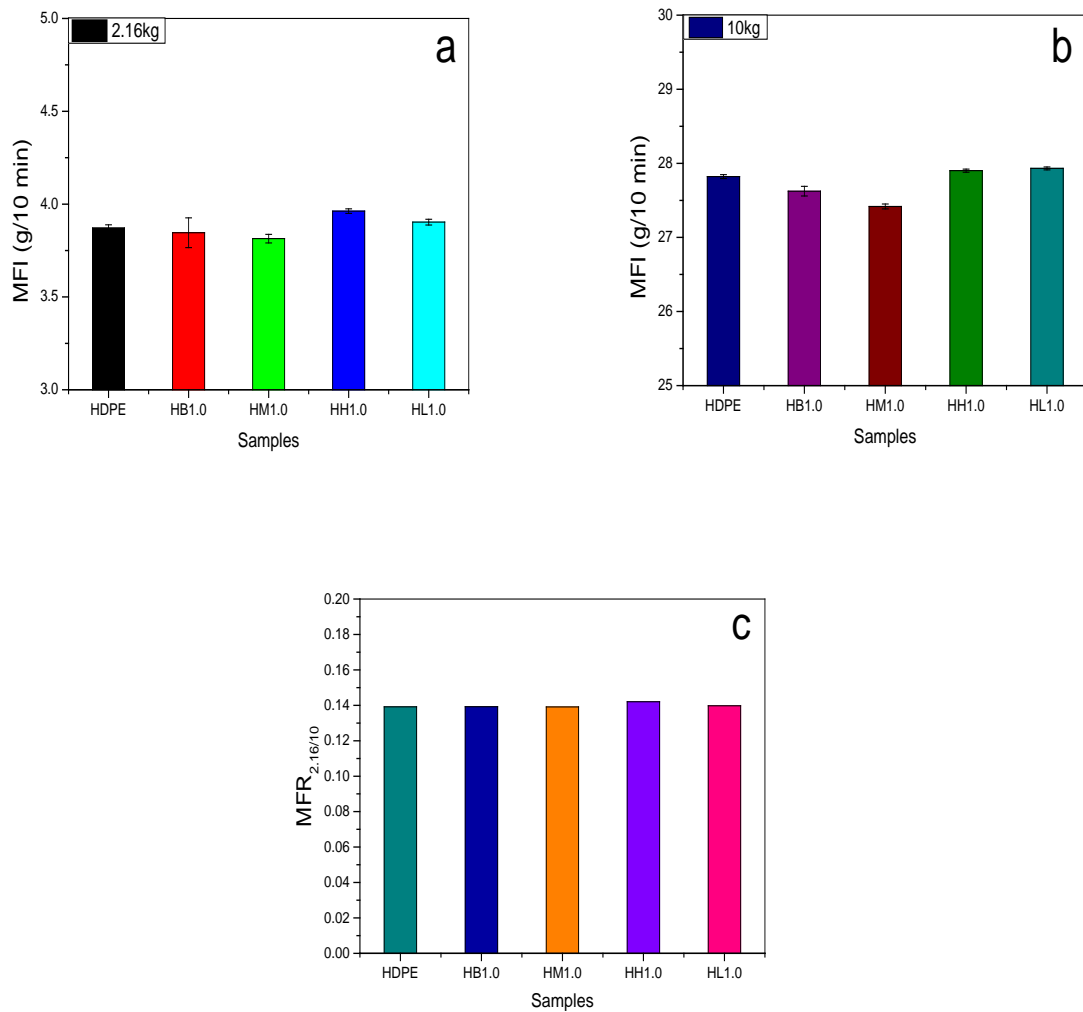 2.16kg
a
5.0
4.5
4.0
3.5
3.0
MFI (g/10 min)
HDPE HB1.0 HM1.0 HH1.0 HL1.0
Samples
10kg
b
30
29
28
27
26
25
MFI (g/10 min)
HDPE HB1.0 HM1.0 HH1.0 HL1.0
Samples
c
0.20
0.18
0.16
0.14
0.12
0.10
0.08
0.06
0.04
0.02
0.00
MFR2.16/10
HDPE HB1.0 HM1.0 HH1.0 HL1.0
Samples